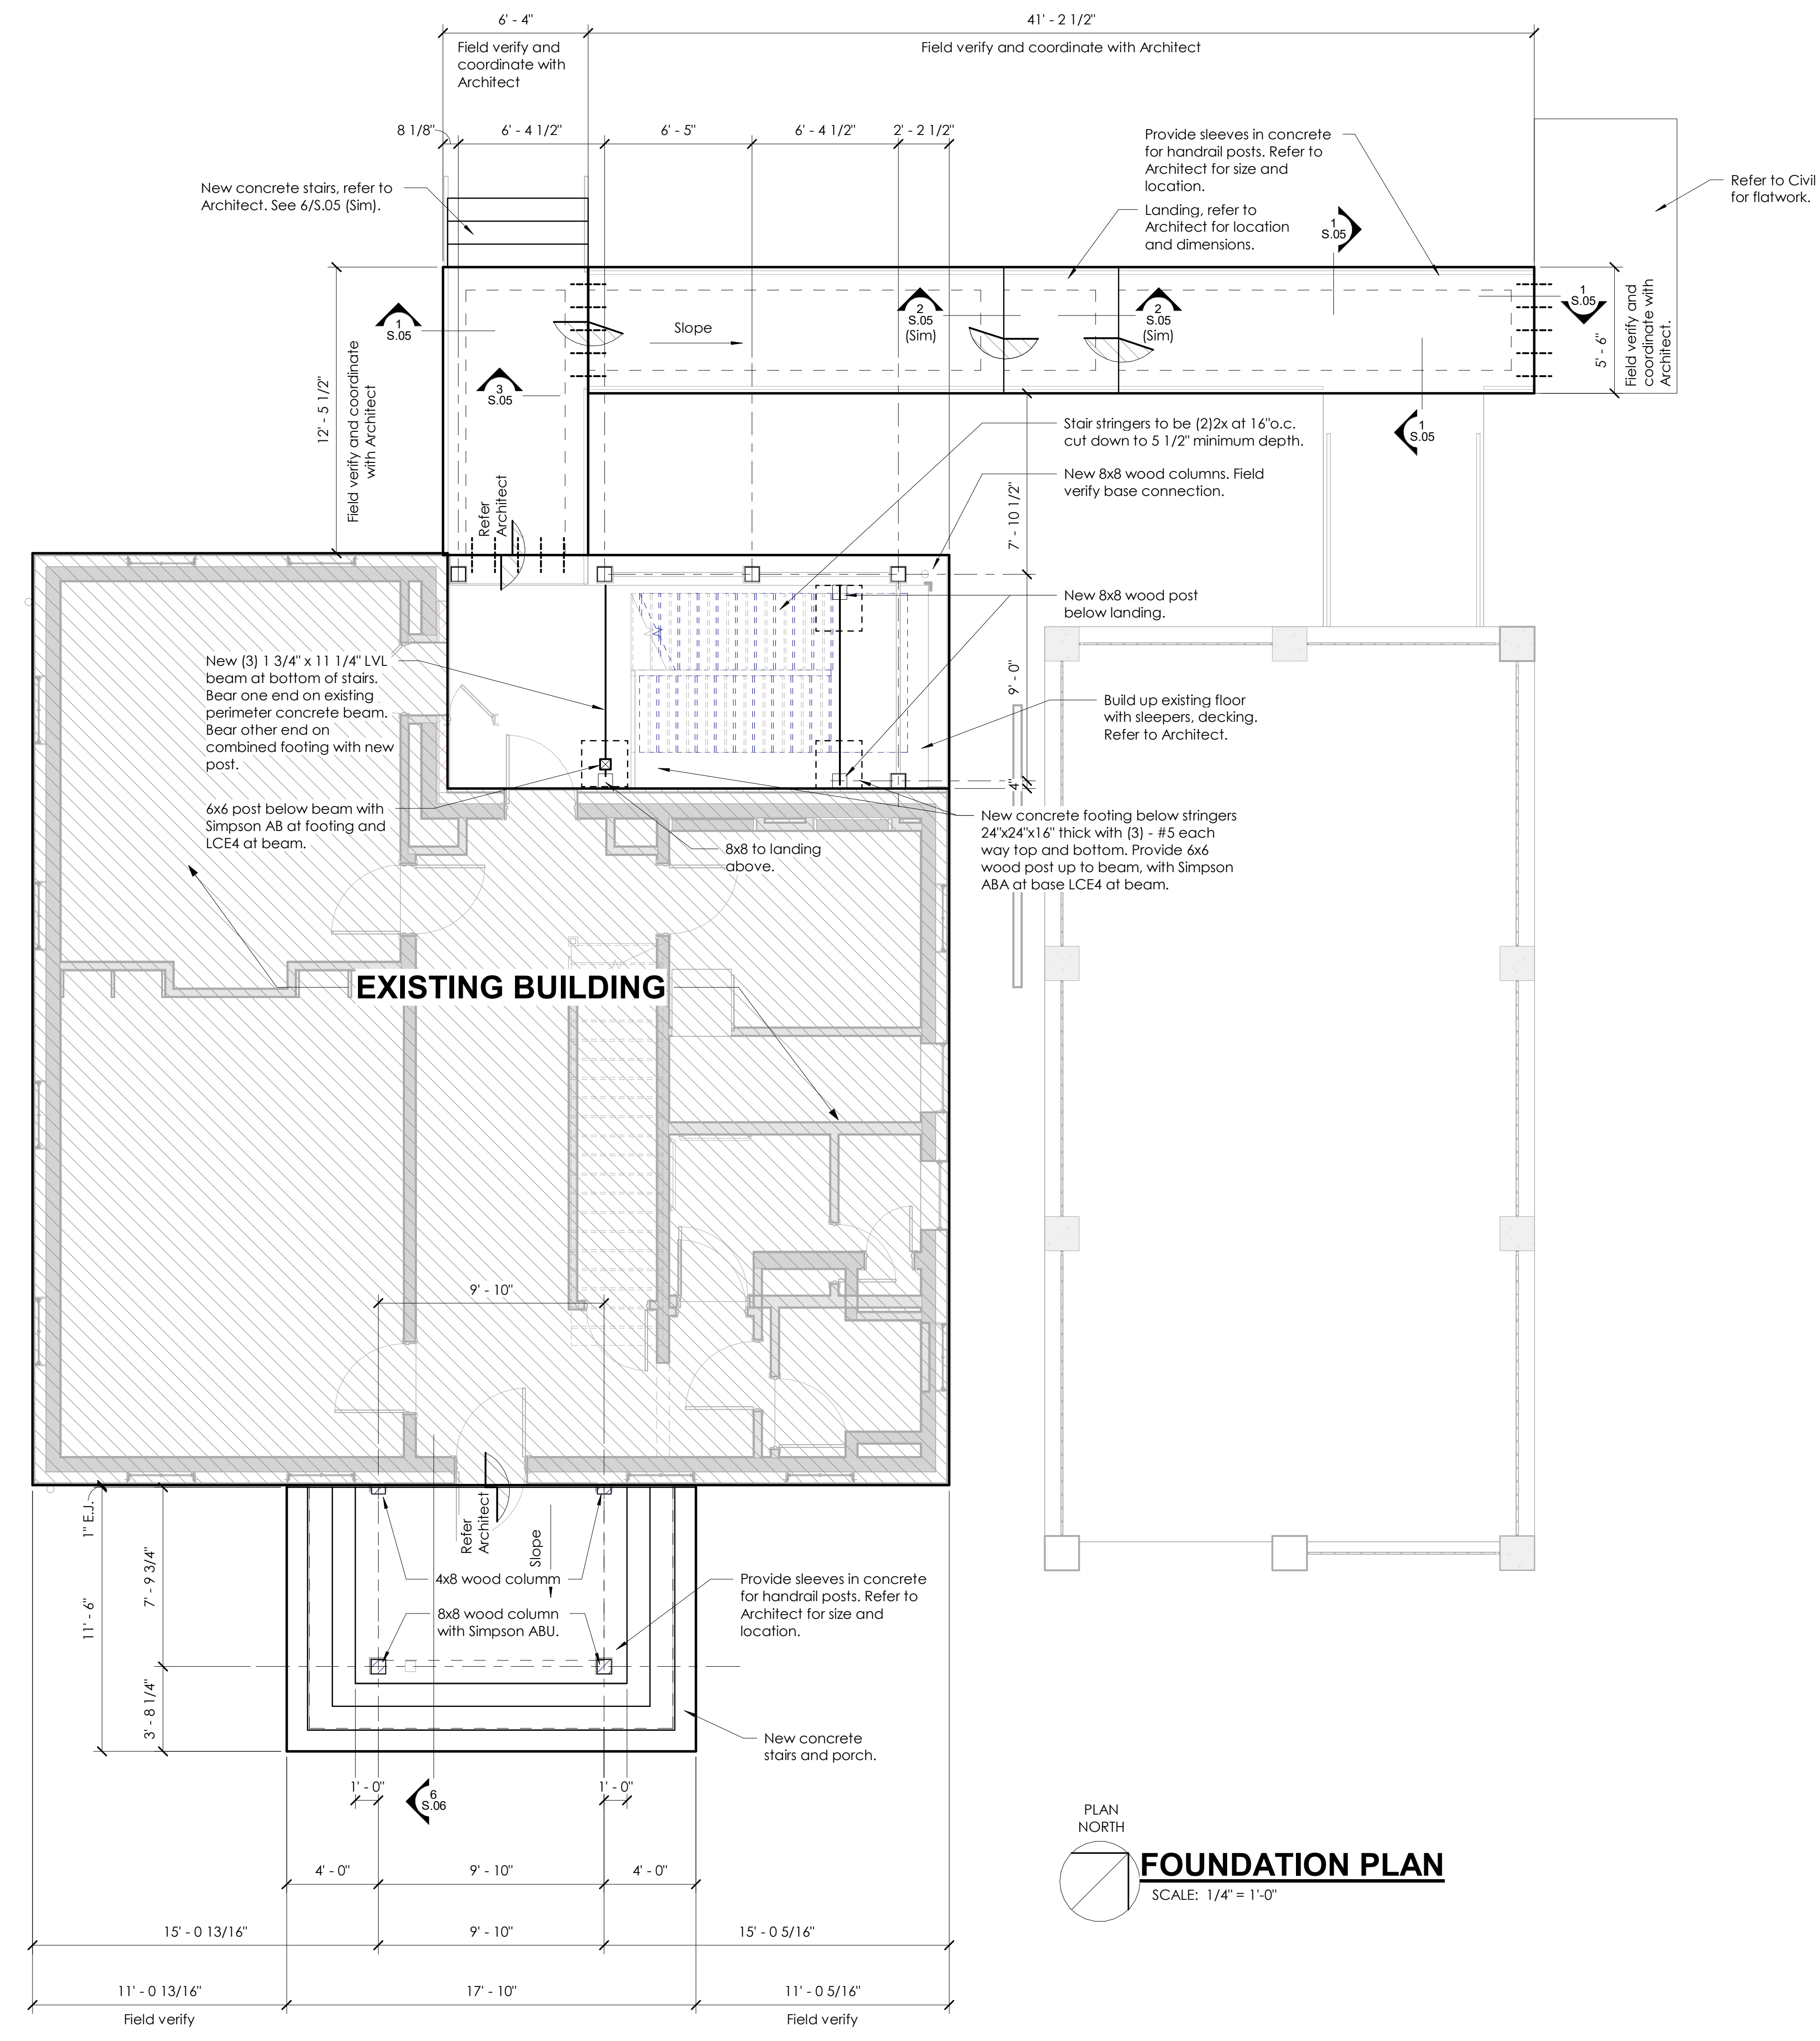 6' - 4"
41' - 2 1/2"
Field verify and
coordinate with
Architect
Field verify and coordinate with Architect
8 1/8"
6' - 4 1/2"
6' - 5"
6' - 4 1/2"
2' - 2 1/2"
Provide sleeves in concrete
for handrail posts. Refer to
Architect for size and
location.
New concrete stairs, refer to
Architect. See 6/S.05 (Sim).
Refer to Civil
for flatwork.
Landing, refer to
Architect for location
and dimensions.
1
S.05
12' - 5 1/2"
Field verify and coordinate
with Architect
1
S.05
Slope
2
S.05
(Sim)
2
S.05
(Sim)
1
S.05
5' - 6"
Field verify and
coordinate with
Architect.
3
S.05
1
S.05
Refer
Architect
Stair stringers to be (2)2x at 16"o.c.
cut down to 5 1/2" minimum depth.
New 8x8 wood columns. Field
verify base connection.
7' - 10 1/2"
New 8x8 wood post
below landing.
New (3) 1 3/4" x 11 1/4" LVL
beam at bottom of stairs.
Bear one end on existing
perimeter concrete beam.
Bear other end on
combined footing with new
post.
9' - 0"
Build up existing floor
with sleepers, decking.
Refer to Architect.
4"
6x6 post below beam with
Simpson AB at footing and
LCE4 at beam.
8x8 to landing
above.
New concrete footing below stringers
24"x24"x16" thick with (3) - #5 each
way top and bottom. Provide 6x6
wood post up to beam, with Simpson
ABA at base LCE4 at beam.
EXISTING BUILDING
9' - 10"
1" E.J.
11' - 6"
7' - 9 3/4"
3' - 8 1/4"
Refer
Architect
Slope
4x8 wood column
8x8 wood column
with Simpson ABU.
Provide sleeves in concrete
for handrail posts. Refer to
Architect for size and
location.
New concrete
stairs and porch.
1' - 0"
6
S.06
1' - 0"
4' - 0"
9' - 10"
4' - 0"
15' - 0 13/16"
9' - 10"
15' - 0 5/16"
11' - 0 13/16"
17' - 10"
11' - 0 5/16"
Field verify
Field verify
PLAN
NORTH
FOUNDATION PLAN
SCALE: 1/4" = 1'-0"